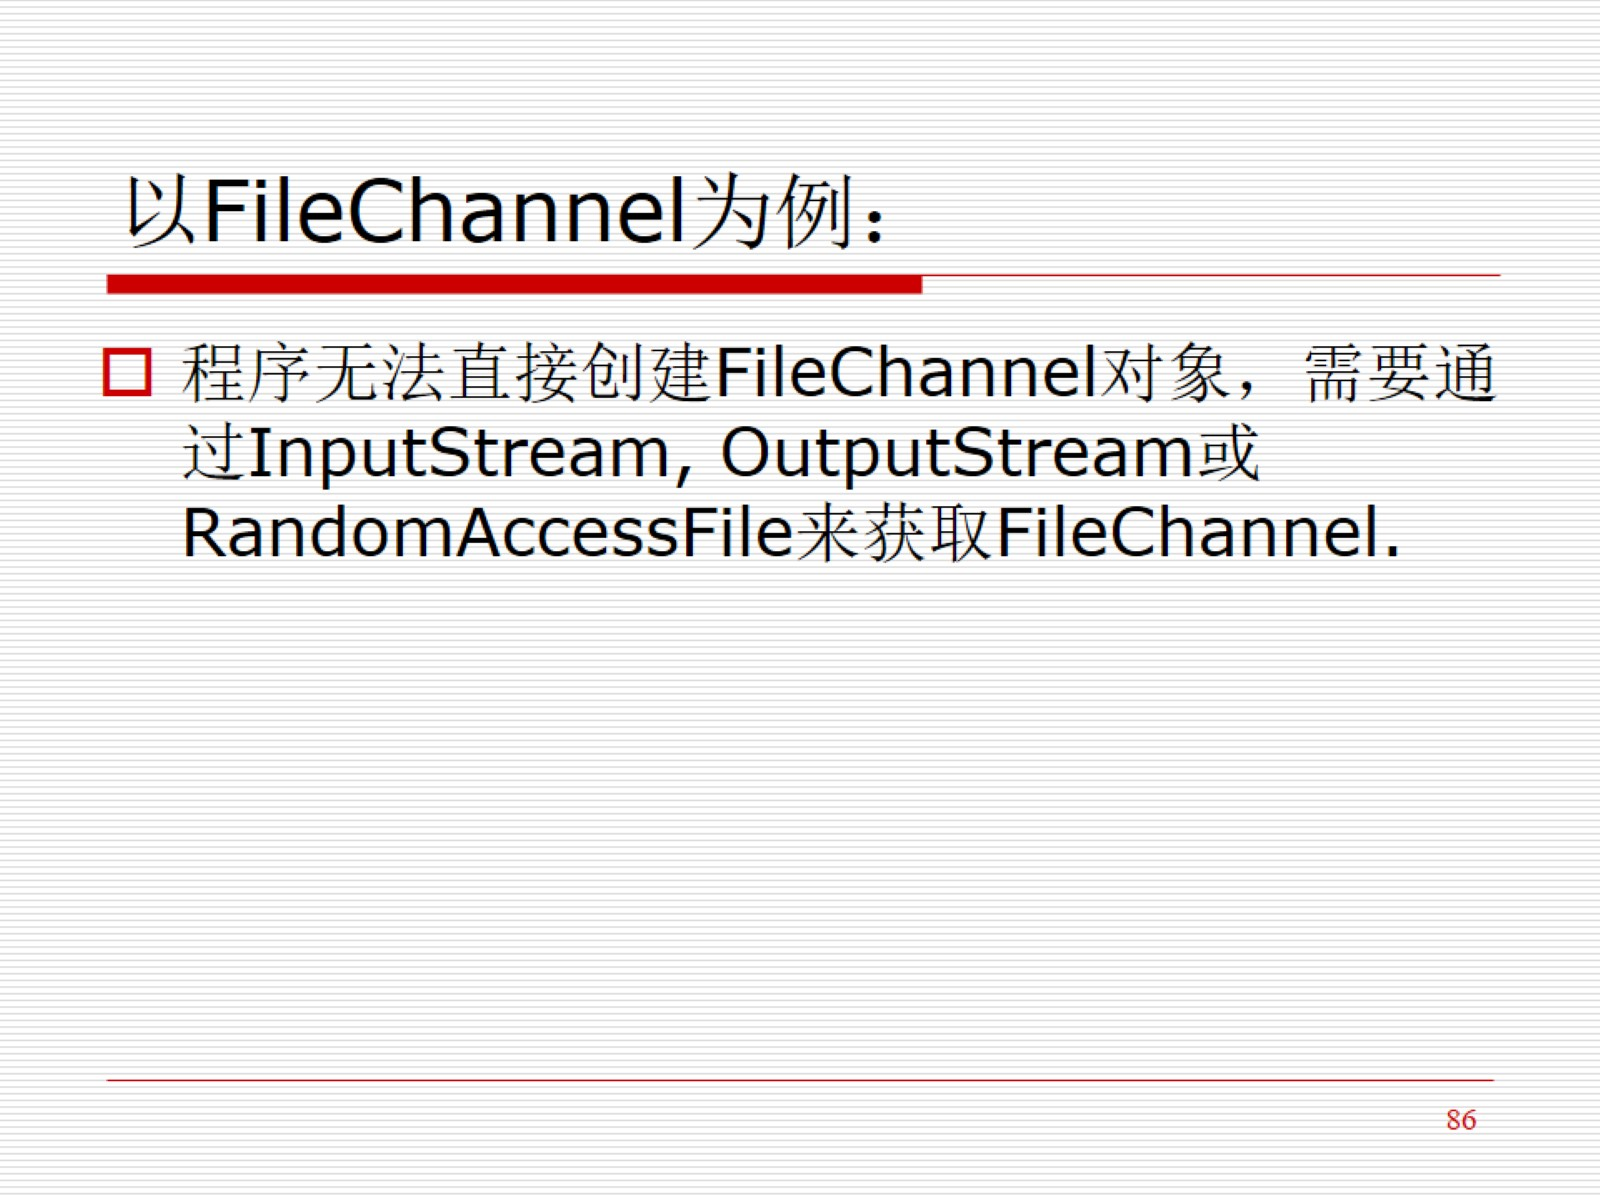 以FileChannel为例：
程序无法直接创建FileChannel对象，需要通
过InputStream, OutputStream或
RandomAccessFile来获取FileChannel.
86